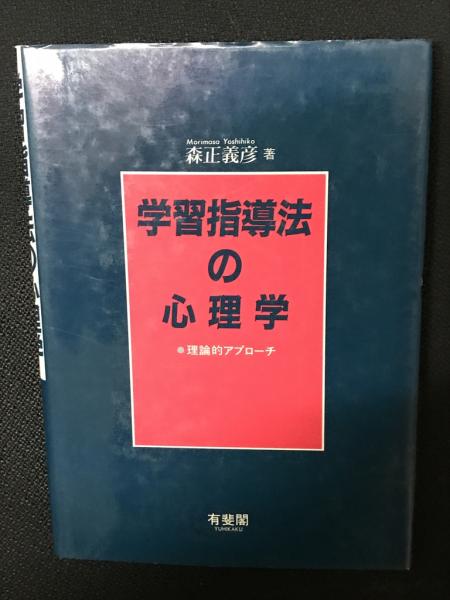 Morimasa Yoshihiko
森正義彦 著
学習指導法
の
心理学
●理論的アプローチ
有斐閣
YUHIKAKU